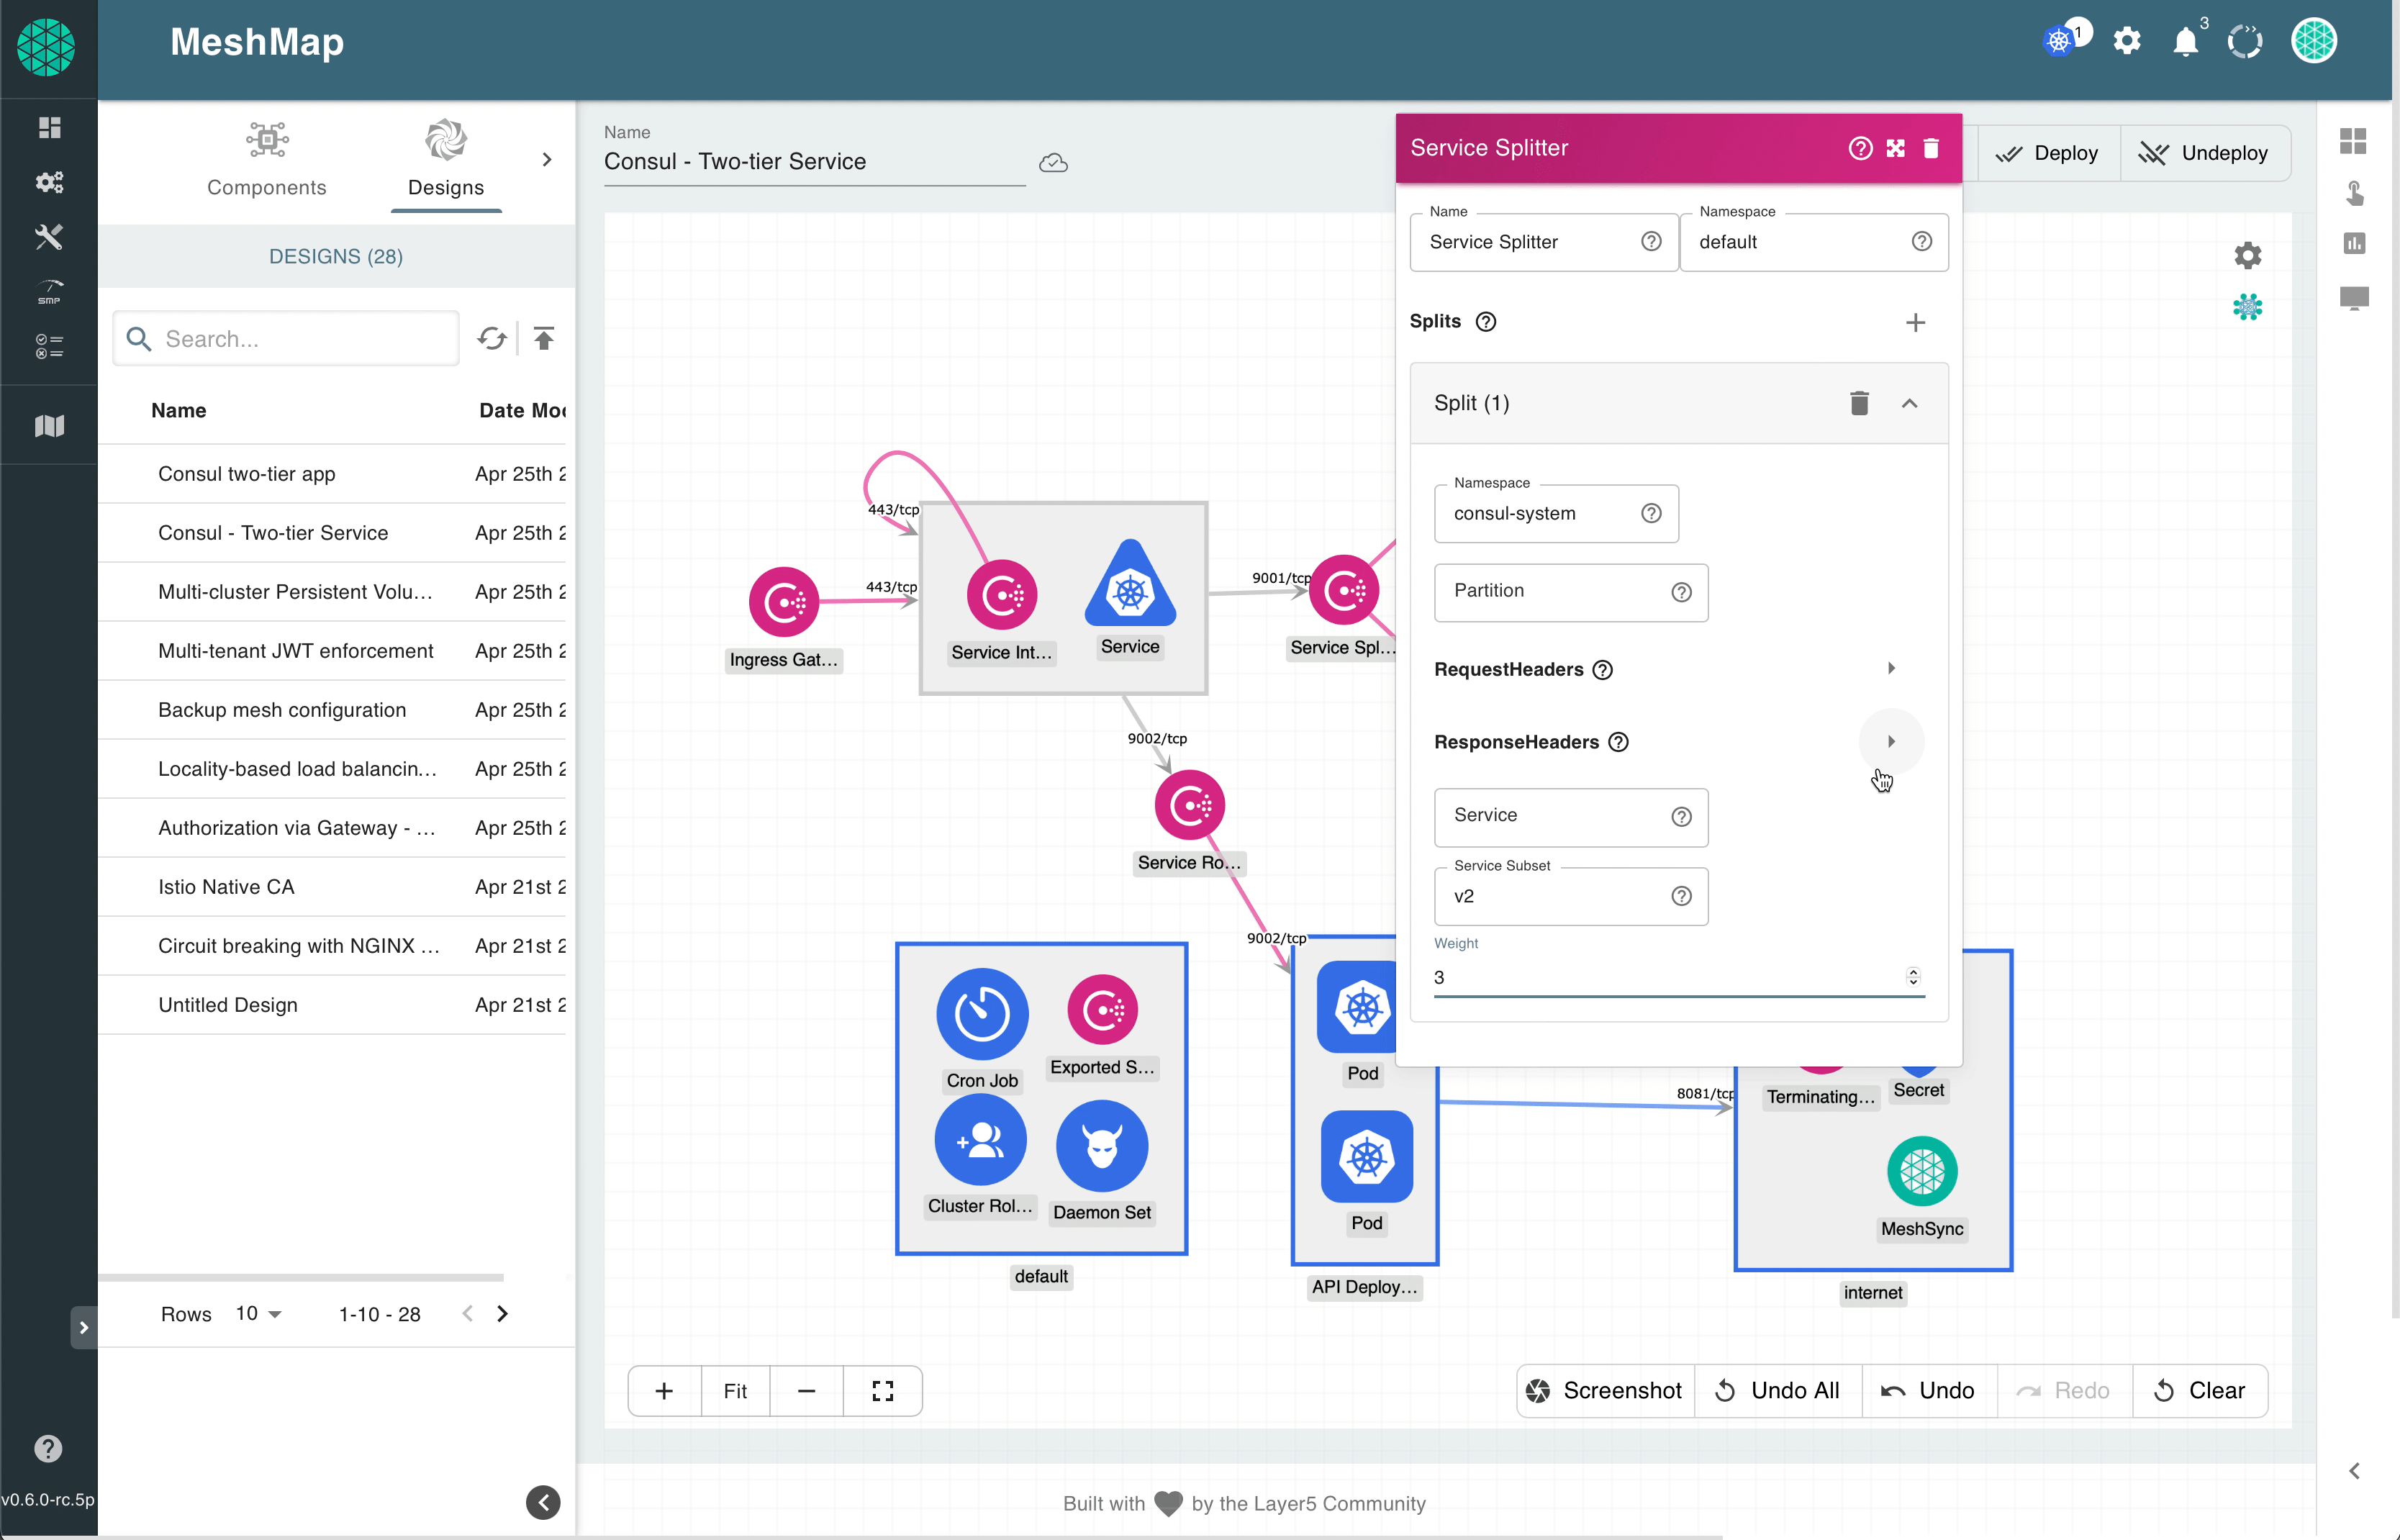 MeshMap
1
3
Components
Designs
DESIGNS (28)
Search...
Name Date Mo
Consul two-tier app Apr 25th 2
Consul - Two-tier Service Apr 25th 2
Multi-cluster Persistent Volu... Apr 25th 2
Multi-tenant JWT enforcement Apr 25th 2
Backup mesh configuration Apr 25th 2
Locality-based load balancin... Apr 25th 2
Authorization via Gateway - ... Apr 25th 2
Istio Native CA Apr 21st 2
Circuit breaking with NGINX ... Apr 21st 2
Untitled Design Apr 21st 2
Rows 10 1-10 - 28
SMP
v0.6.0-rc.5p
Name
Consul - Two-tier Service
Deploy
Undeploy
443/tcp
443/tcp
Ingress Gat...
Service Int...
Service
9001/tcp
Service Spl...
9002/tcp
Service Ro...
9002/tcp
Cron Job
Exported S...
Cluster Rol...
Daemon Set
default
Pod
Pod
API Deploy...
8081/tcp
Terminating...
Secret
MeshSync
internet
Service Splitter
Name
Service Splitter
Namespace
default
Splits
Split (1)
Namespace
consul-system
Partition
RequestHeaders
ResponseHeaders
Service
Service Subset
v2
Weight
3
Fit
Screenshot
Undo All
Undo
Redo
Clear
Built with by the Layer5 Community